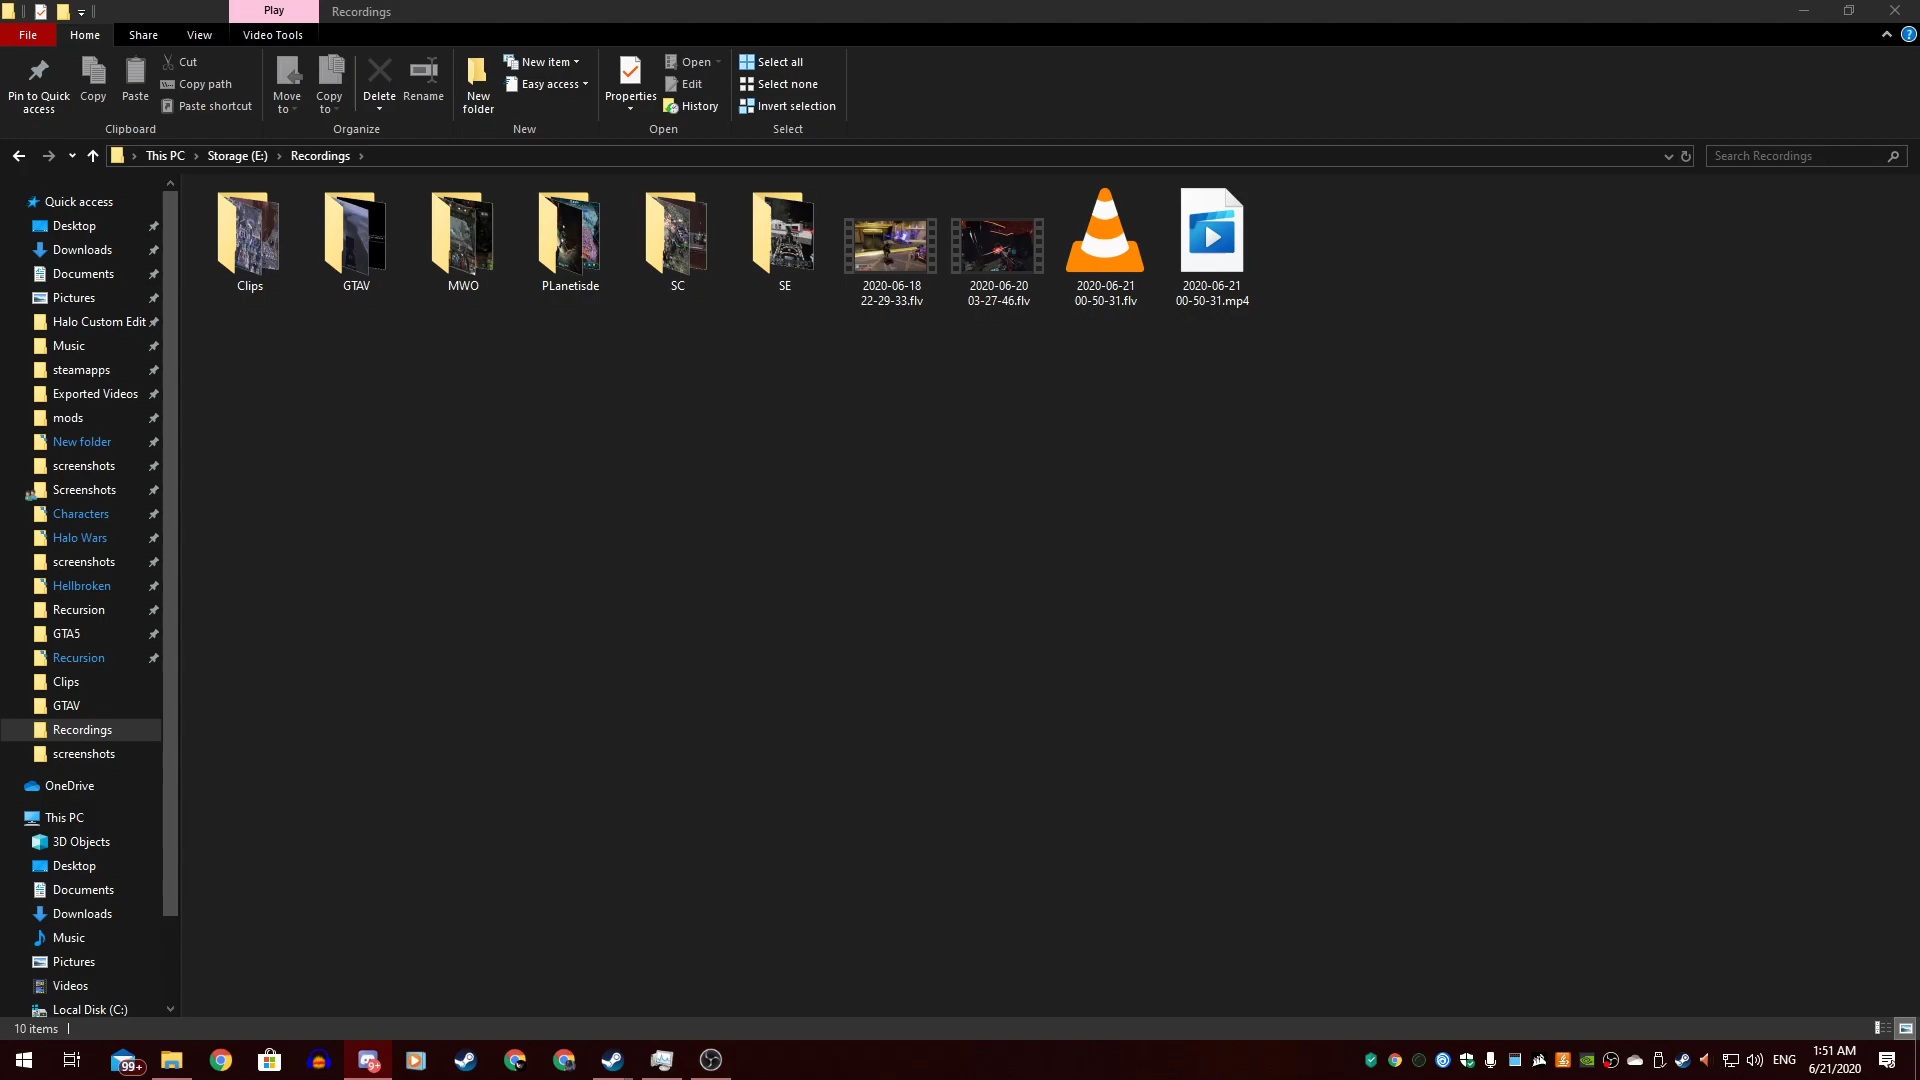 Play
Recordings
File
Home
Share
View
Video Tools
Pin to Quick
access
Copy
Paste
Cut
Copy path
Paste shortcut
Clipboard
Move
to
Copy
to
Delete
Rename
Organize
New
folder
New item
Easy access
New
Properties
Open
Edit
History
Open
Select all
Select none
Invert selection
Select
This PC
Storage (E:)
Recordings
Search Recordings
Quick access
Desktop
Downloads
Documents
Pictures
Halo Custom Edit
Music
steamapps
Exported Videos
mods
New folder
screenshots
Screenshots
Characters
Halo Wars
screenshots
Hellbroken
Recursion
GTA5
Recursion
Clips
GTAV
Recordings
screenshots
OneDrive
This PC
3D Objects
Desktop
Documents
Downloads
Music
Pictures
Videos
Local Disk (C:)
Clips
GTAV
MWO
PLanetisde
SC
SE
2020-06-18
22-29-33.flv
2020-06-20
03-27-46.flv
2020-06-21
00-50-31.flv
2020-06-21
00-50-31.mp4
10 items
99+
9+
ENG
1:51 AM
6/21/2020